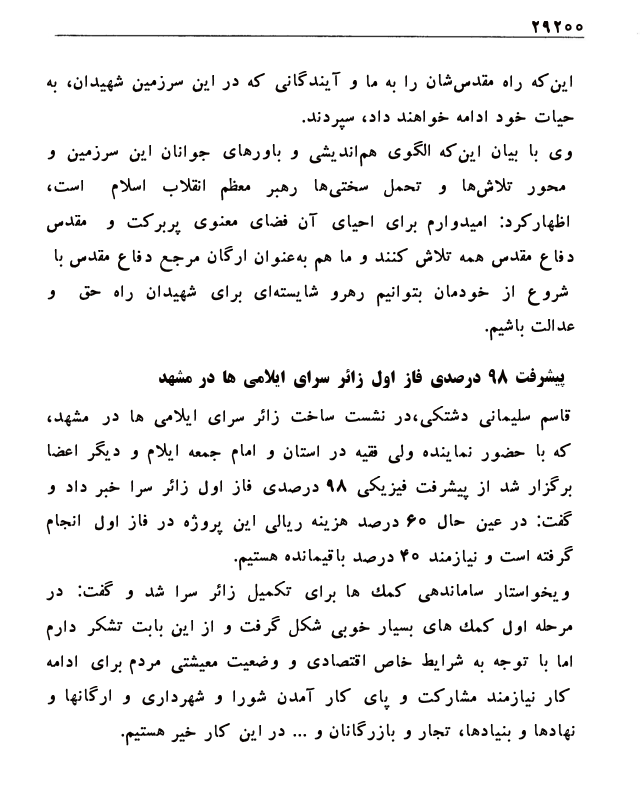 ۲۹۲۰۰
این‌که راه مقدس‌شان را به ما و آیندگانی که در این سرزمین شهیدان، به
حیات خود ادامه خواهند داد، سپردند.
وی با بیان این‌که الگوی هم‌اندیشی و باورهای جوانان این سرزمین و
محور تلاش‌ها و تحمل سختی‌ها رهبر معظم انقلاب اسلام است،
اظهارکرد: امیدوارم برای احیای آن فضای معنوی پربرکت و مقدس
دفاع مقدس همه تلاش کنند و ما هم به‌عنوان ارگان مرجع دفاع مقدس با
شروع از خودمان بتوانیم رهرو شایسته‌ای برای شهیدان راه حق و
عدالت باشیم.
پیشرفت ۹۸ درصدی فاز اول زائر سرای ایلامی ها در مشهد
قاسم سلیمانی دشتکی،در نشست ساخت زائر سرای ایلامی ها در مشهد،
که با حضور نماینده ولی فقیه در استان و امام جمعه ایلام و دیگر اعضا
برگزار شد از پیشرفت فیزیکی ۹۸ درصدی فاز اول زائر سرا خبر داد و
گفت: در عین حال ۶۰ درصد هزینه ریالی این پروژه در فاز اول انجام
گرفته است و نیازمند ۴۰ درصد باقیمانده هستیم.
ویخواستار ساماندهی کمك ها برای تکمیل زائر سرا شد و گفت: در
مرحله اول کمك های بسیار خوبی شکل گرفت و از این بابت تشکر دارم
اما با توجه به شرایط خاص اقتصادی و وضعیت معیشتی مردم برای ادامه
کار نیازمند مشارکت و پای کار آمدن شورا و شهرداری و ارگانها و
نهادها و بنیادها، تجار و بازرگانان و ... در این کار خیر هستیم.